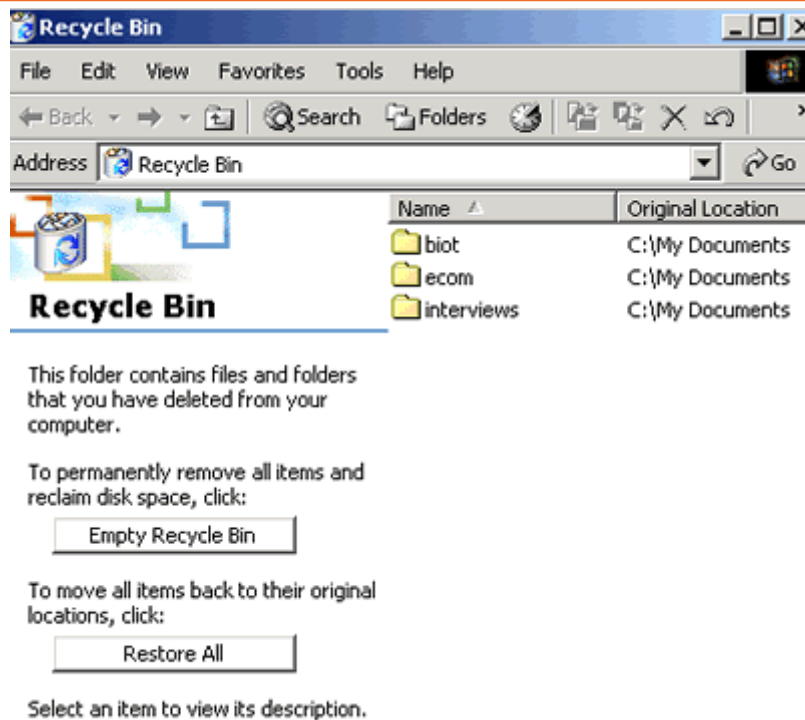 Recycle Bin
File Edit View Favorites Tools Help
Back Search Folders
Address Recycle Bin Go
Name Original Location
biot C:\My Documents
ecom C:\My Documents
interviews C:\My Documents
Recycle Bin
This folder contains files and folders
that you have deleted from your
computer.
To permanently remove all items and
reclaim disk space, click:
Empty Recycle Bin
To move all items back to their original
locations, click:
Restore All
Select an item to view its description.